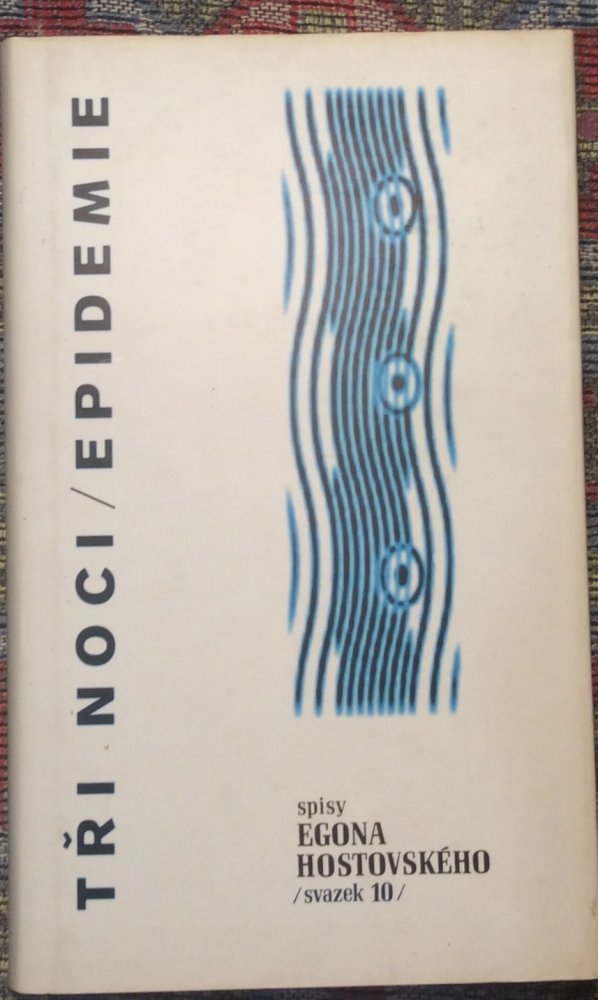 TŘI NOCI / EPIDEMIE
spisy
EGONA
HOSTOVSKÉHO
/svazek 10/